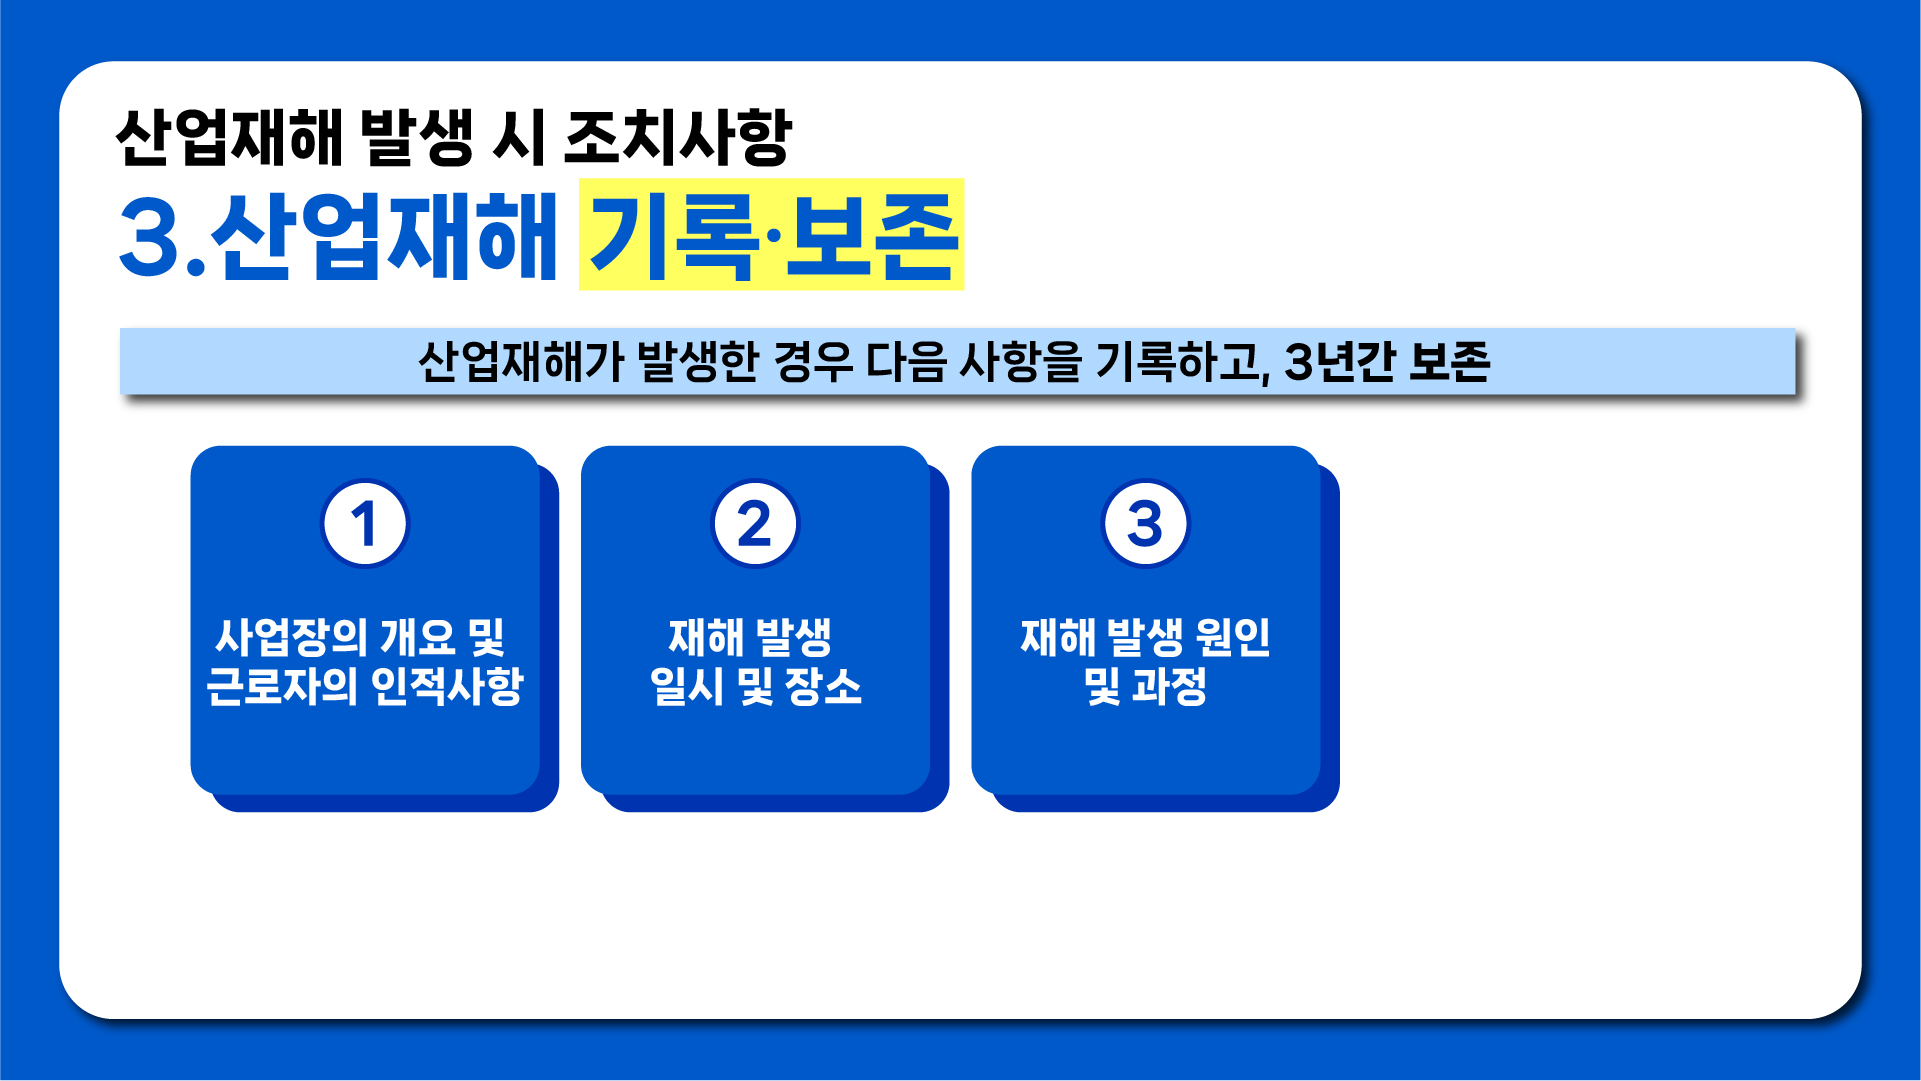 산업재해 발생 시 조치사항
3.산업재해 기록·보존
산업재해가 발생한 경우 다음 사항을 기록하고, 3년간 보존
1
사업장의 개요 및
근로자의 인적사항
2
재해 발생
일시 및 장소
3
재해 발생 원인
및 과정